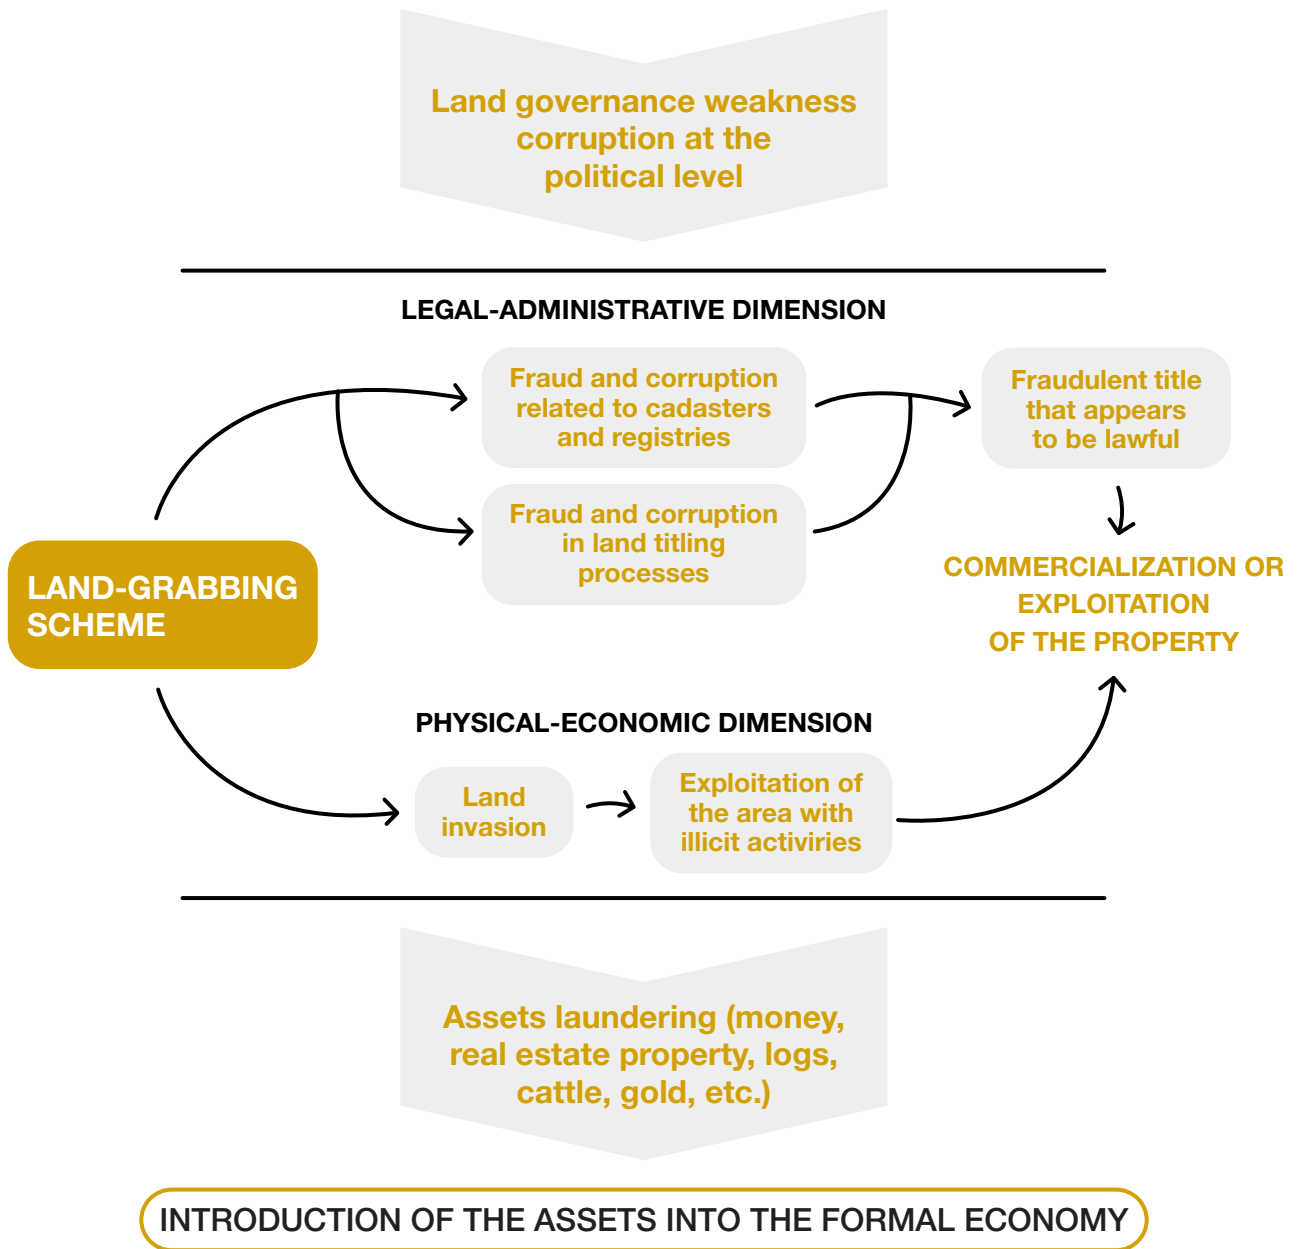 Land governance weakness
corruption at the
political level
LEGAL-ADMINISTRATIVE DIMENSION
Fraud and corruption
related to cadasters
and registries
Fraudulent title
that appears
to be lawful
Fraud and corruption
in land titling
processes
LAND-GRABBING
SCHEME
COMMERCIALIZATION OR
EXPLOITATION
OF THE PROPERTY
PHYSICAL-ECONOMIC DIMENSION
Land
invasion
Exploitation of
the area with
illicit activiries
Assets laundering (money,
real estate property, logs,
cattle, gold, etc.)
INTRODUCTION OF THE ASSETS INTO THE FORMAL ECONOMY